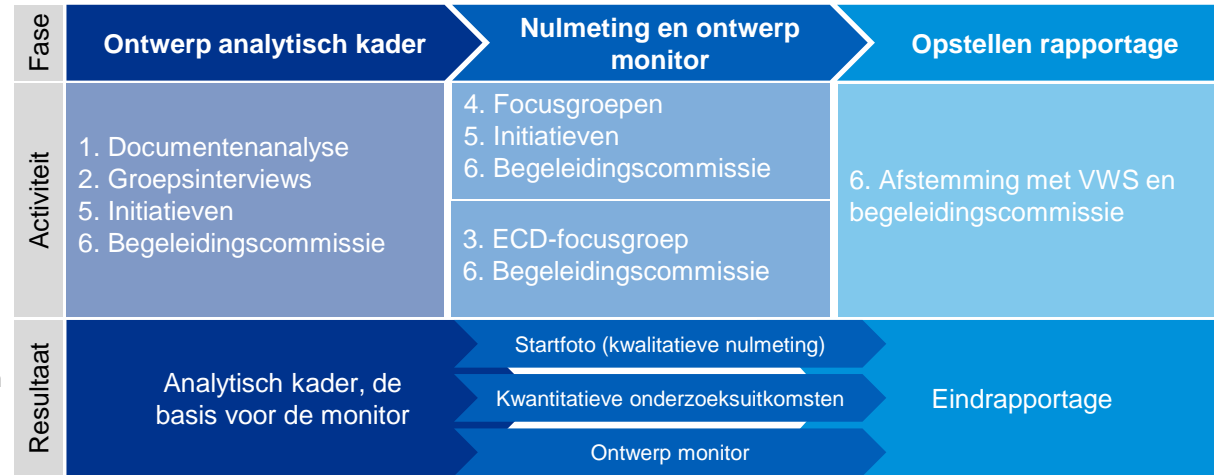 Fase
Ontwerp analytisch kader
Nulmeting en ontwerp
monitor
Opstellen rapportage
Activiteit
1. Documentenanalyse
2. Groepsinterviews
5. Initiatieven
6. Begeleidingscommissie
4. Focusgroepen
5. Initiatieven
6. Begeleidingscommissie
3. ECD-focusgroep
6. Begeleidingscommissie
6. Afstemming met VWS en
begeleidingscommissie
Resultaat
Analytisch kader, de
basis voor de monitor
Startfoto (kwalitatieve nulmeting)
Kwantitatieve onderzoeksuitkomsten
Ontwerp monitor
Eindrapportage